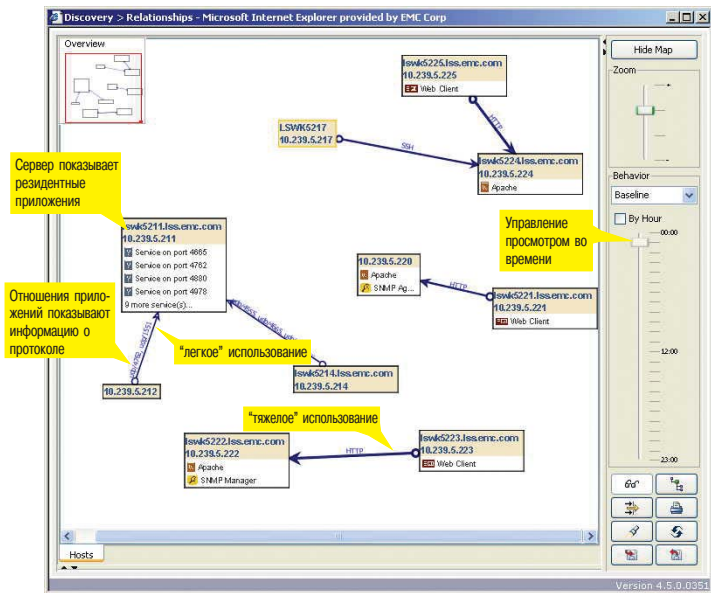 Discovery > Relationships - Microsoft Internet Explorer provided by EMC Corp
Overview
lswk5225.lss.emc.com
10.239.5.225
Web Client
HTTP
LSWK5217
10.239.5.217
SSH
lswk5224.lss.emc.com
10.239.5.224
Apache
Сервер показывает
резидентные
приложения
lswk5211.lss.emc.com
10.239.5.211
Service on port 4665
Service on port 4762
Service on port 4880
Service on port 4978
9 more service(s)...
10.239.5.220
Apache
SNMP Ag...
HTTP
lswk5221.lss.emc.com
10.239.5.221
Web Client
Управление
просмотром во
времени
Отношения прило-
жений показывают
информацию о
протоколе
"легкое" использование
10.239.5.212
lswk5214.lss.emc.com
10.239.5.214
"тяжелое" использование
lswk5222.lss.emc.com
10.239.5.222
Apache
SNMP Manager
HTTP
lswk5223.lss.emc.com
10.239.5.223
Web Client
Hosts
Hide Map
Zoom
Behavior
Baseline
By Hour
00:00
12:00
23:00
Version 4.5.0.0351